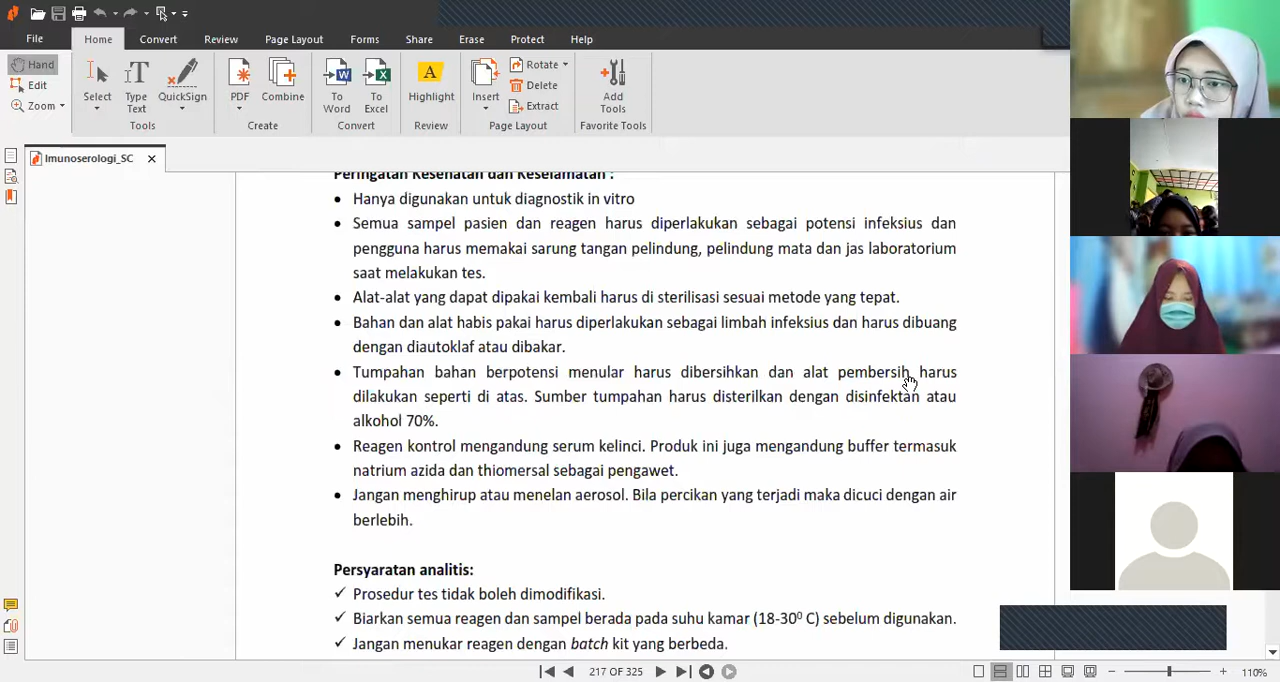 File Home Convert Review Page Layout Forms Share Erase Protect Help
Hand
Edit
Zoom
Select
Type Text
QuickSign
Tools
PDF
Combine
Create
To Word
To Excel
Convert
Highlight
Review
Insert
Rotate
Delete
Extract
Page Layout
Add Tools
Favorite Tools
Imunoserologi_SC
Peringatan Kesehatan dan Keselamatan :
• Hanya digunakan untuk diagnostik in vitro
• Semua sampel pasien dan reagen harus diperlakukan sebagai potensi infeksius dan
pengguna harus memakai sarung tangan pelindung, pelindung mata dan jas laboratorium
saat melakukan tes.
• Alat-alat yang dapat dipakai kembali harus di sterilisasi sesuai metode yang tepat.
• Bahan dan alat habis pakai harus diperlakukan sebagai limbah infeksius dan harus dibuang
dengan diautoklaf atau dibakar.
• Tumpahan bahan berpotensi menular harus dibersihkan dan alat pembersih harus
dilakukan seperti di atas. Sumber tumpahan harus disterilkan dengan disinfektan atau
alkohol 70%.
• Reagen kontrol mengandung serum kelinci. Produk ini juga mengandung buffer termasuk
natrium azida dan thiomersal sebagai pengawet.
• Jangan menghirup atau menelan aerosol. Bila percikan yang terjadi maka dicuci dengan air
berlebih.
Persyaratan analitis:
✓ Prosedur tes tidak boleh dimodifikasi.
✓ Biarkan semua reagen dan sampel berada pada suhu kamar (18-30⁰ C) sebelum digunakan.
✓ Jangan menukar reagen dengan batch kit yang berbeda.
217 OF 325
110%